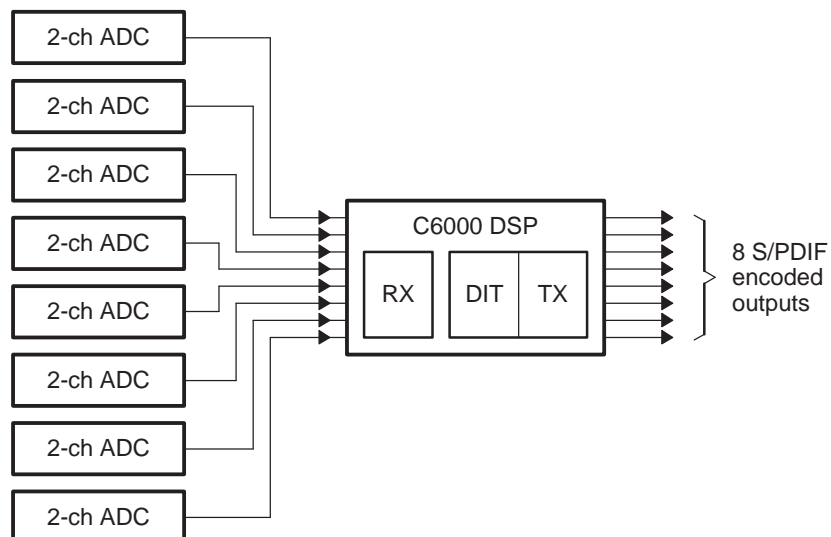 2-ch ADC
2-ch ADC
2-ch ADC
2-ch ADC
2-ch ADC
2-ch ADC
2-ch ADC
2-ch ADC
C6000 DSP
RX
DIT
TX
8 S/PDIF
encoded
outputs